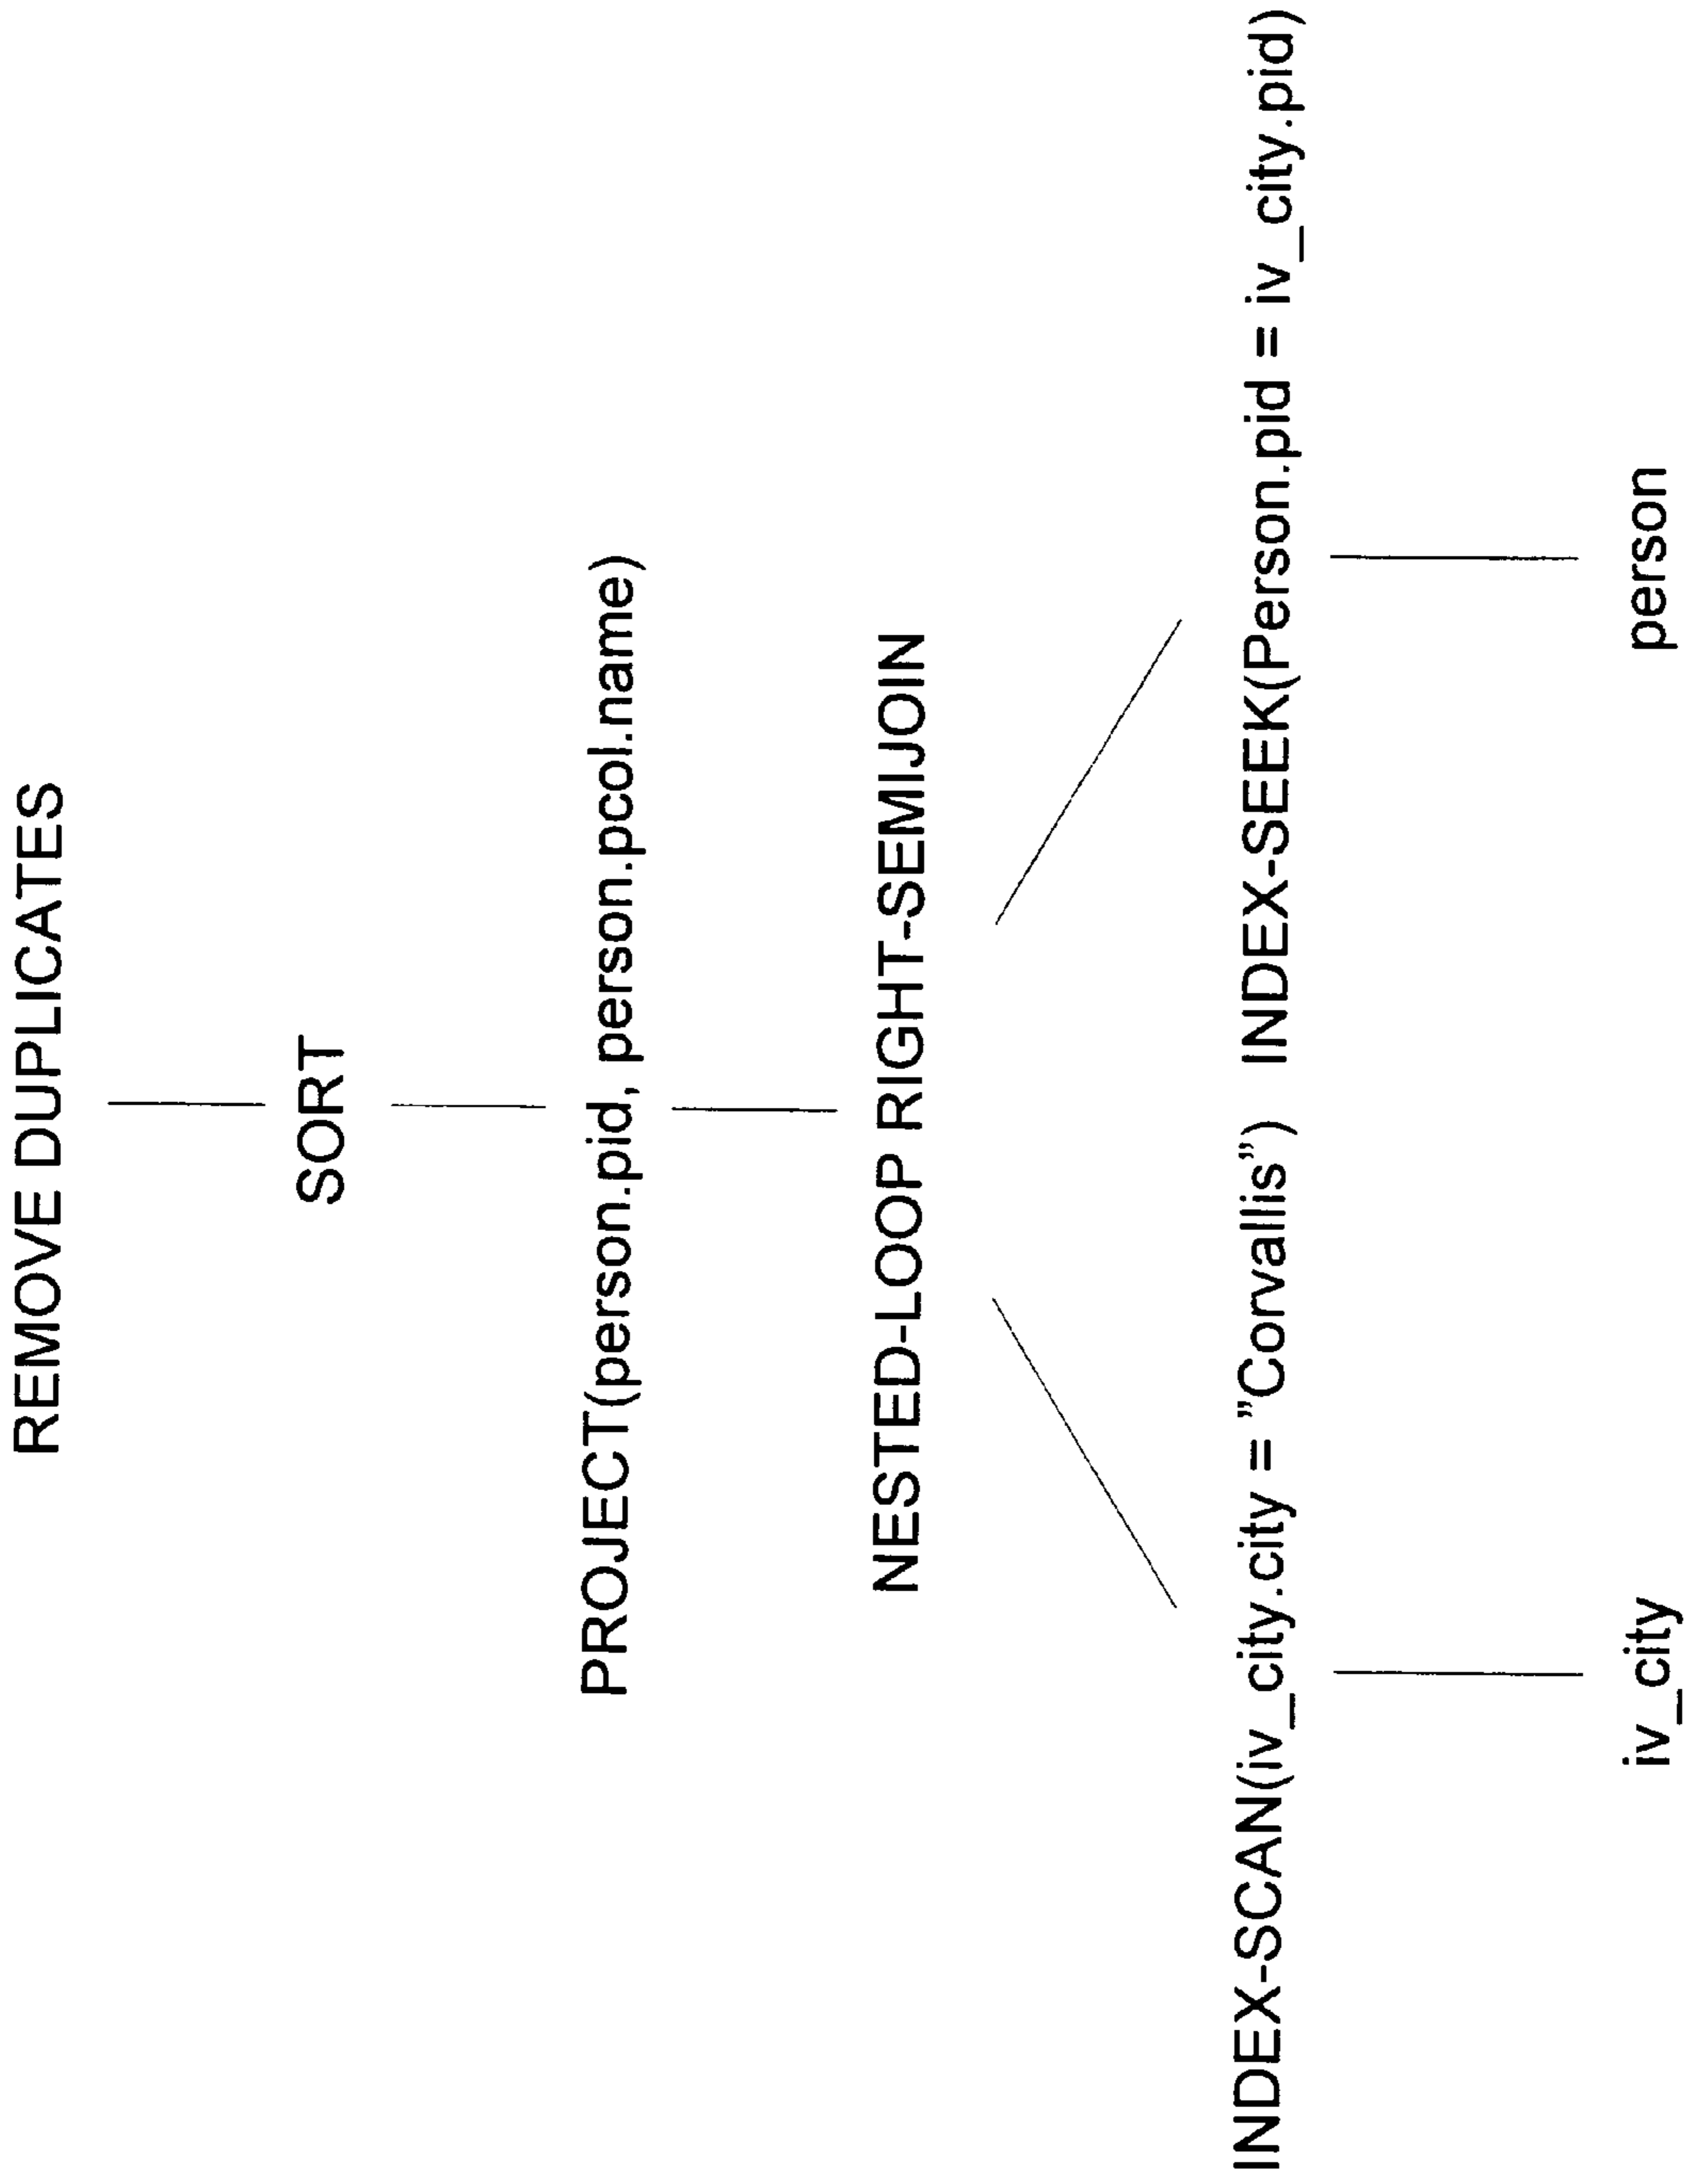 REMOVE DUPLICATES
SORT
PROJECT(person.pid, person.pcol.name)
NESTED-LOOP RIGHT-SEMIJOIN
INDEX-SCAN(iv_city.city = ”Corvallis”) INDEX-SEEK(Person.pid = iv_city.pid)
iv_city person